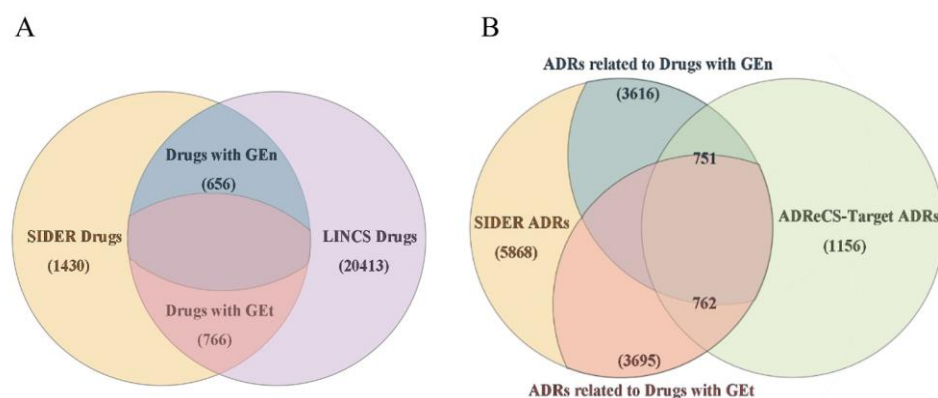 A
B
Drugs with GEn
(656)
SIDER Drugs
(1430)
LINCS Drugs
(20413)
Drugs with GEt
(766)
ADRs related to Drugs with GEn
(3616)
751
SIDER ADRs
(5868)
ADReCS-Target ADRs
(1156)
762
(3695)
ADRs related to Drugs with GEt